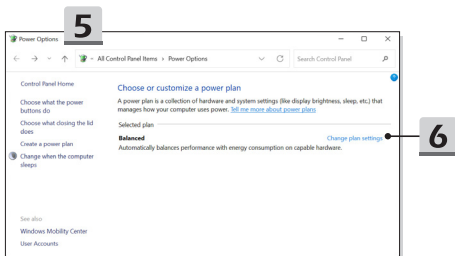 5
Power Options
All Control Panel Items > Power Options
Search Control Panel
Control Panel Home
Choose what the power
buttons do
Choose what closing the lid
does
Create a power plan
Change when the computer
sleeps
Choose or customize a power plan
A power plan is a collection of hardware and system settings (like display brightness, sleep, etc.) that
manages how your computer uses power. Tell me more about power plans
Selected plan
Balanced
Change plan settings
Automatically balances performance with energy consumption on capable hardware.
6
See also
Windows Mobility Center
User Accounts